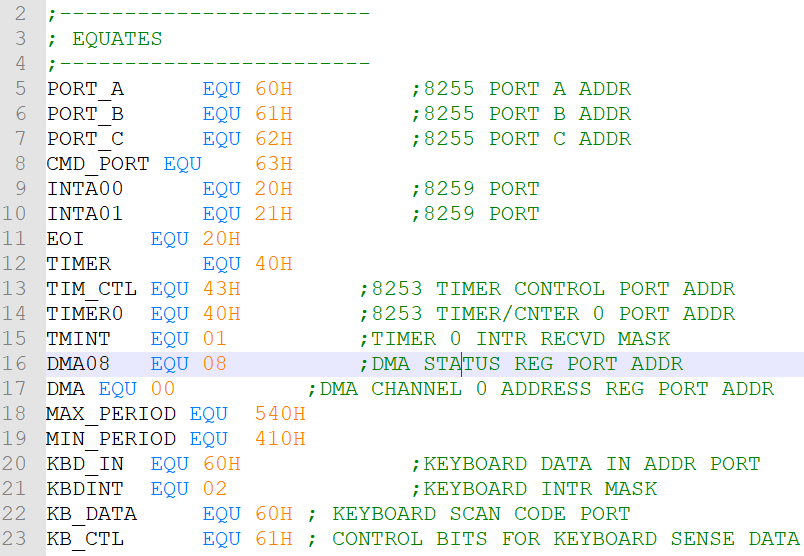 2 ;------------------------
3 ; EQUATES
4 ;------------------------
5 PORT_A EQU 60H ;8255 PORT A ADDR
6 PORT_B EQU 61H ;8255 PORT B ADDR
7 PORT_C EQU 62H ;8255 PORT C ADDR
8 CMD_PORT EQU 63H
9 INTA00 EQU 20H ;8259 PORT
10 INTA01 EQU 21H ;8259 PORT
11 EOI EQU 20H
12 TIMER EQU 40H
13 TIM_CTL EQU 43H ;8253 TIMER CONTROL PORT ADDR
14 TIMER0 EQU 40H ;8253 TIMER/CNTER 0 PORT ADDR
15 TMINT EQU 01 ;TIMER 0 INTR RECVD MASK
16 DMA08 EQU 08 ;DMA STATUS REG PORT ADDR
17 DMA EQU 00 ;DMA CHANNEL 0 ADDRESS REG PORT ADDR
18 MAX_PERIOD EQU 540H
19 MIN_PERIOD EQU 410H
20 KBD_IN EQU 60H ;KEYBOARD DATA IN ADDR PORT
21 KBDINT EQU 02 ;KEYBOARD INTR MASK
22 KB_DATA EQU 60H ; KEYBOARD SCAN CODE PORT
23 KB_CTL EQU 61H ; CONTROL BITS FOR KEYBOARD SENSE DATA